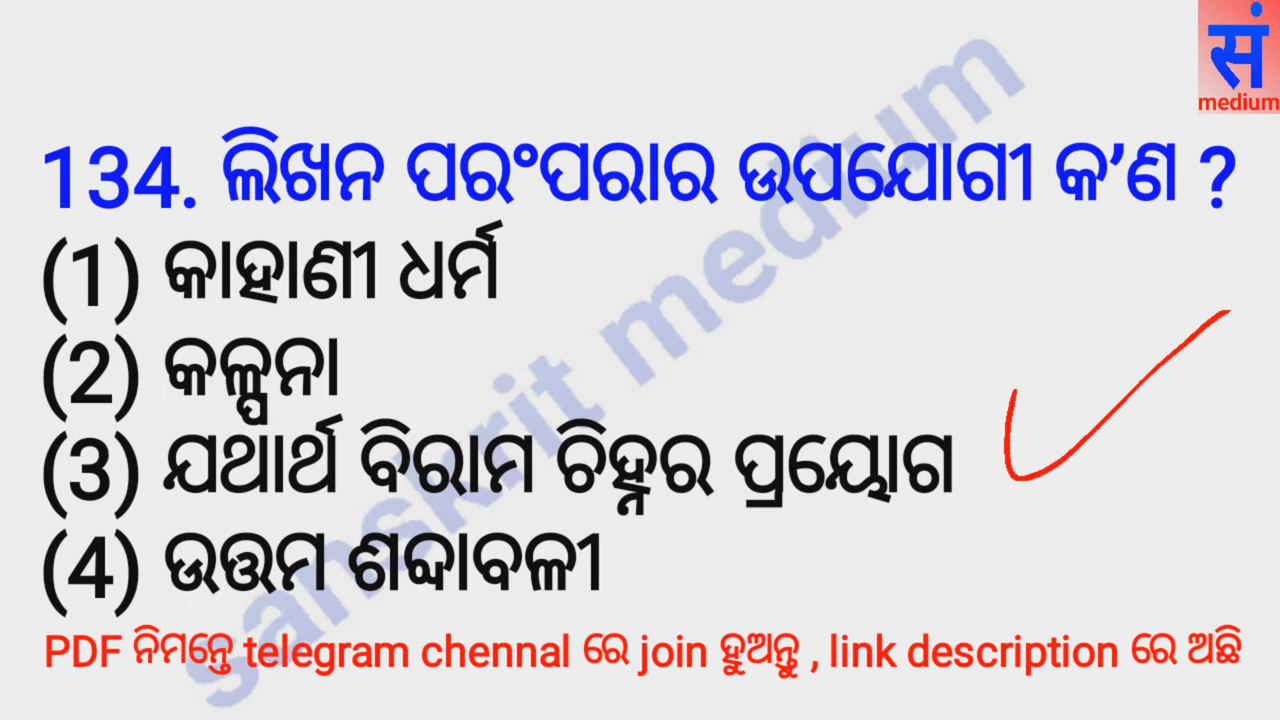 सं
medium
134. ଲିଖନ ପରଂପରାର ଉପଯୋଗୀ କ’ଣ ?
(1) କାହାଣୀ ଧର୍ମ
(2) କଳ୍ପନା
(3) ଯଥାର୍ଥ ବିରାମ ଚିହ୍ନର ପ୍ରୟୋଗ
(4) ଉତ୍ତମ ଶବ୍ଦାବଳୀ
PDF ନିମନ୍ତେ telegram chennal ରେ join ହୁଅନ୍ତୁ , link description ରେ ଅଛି
sanskrit medium